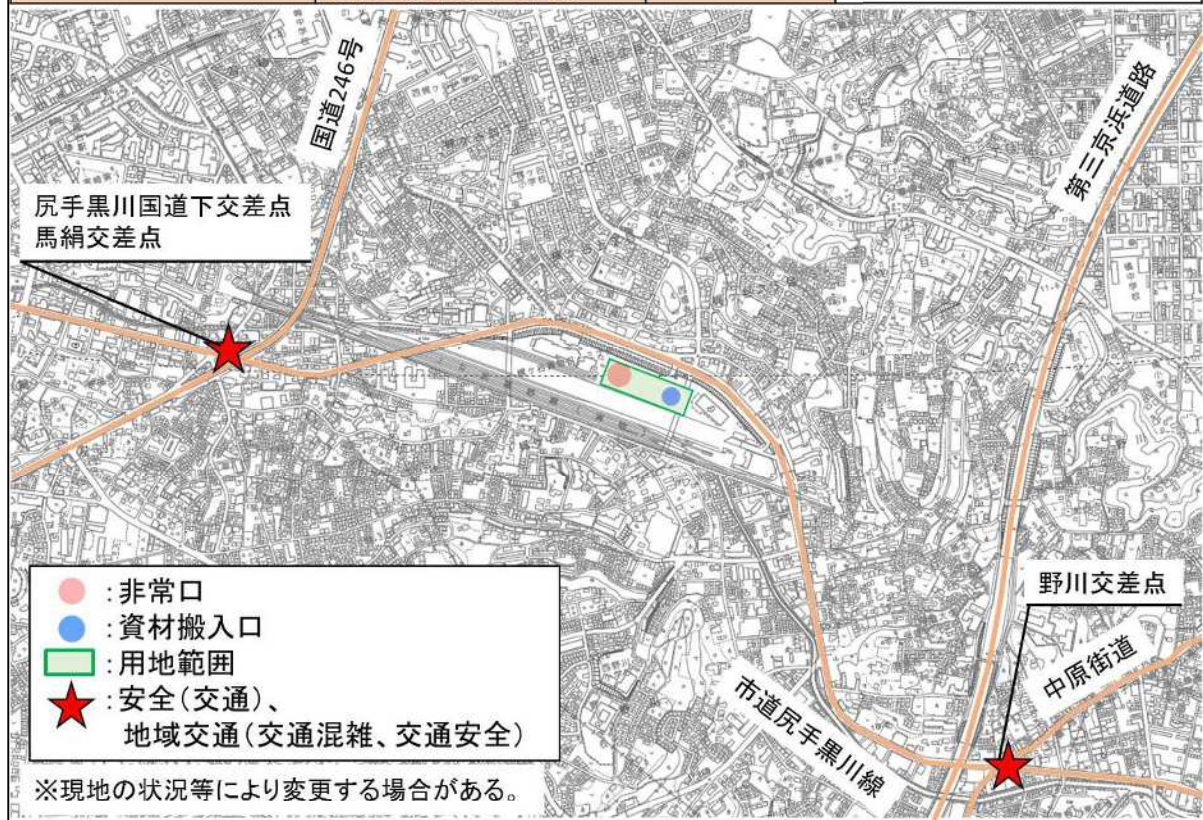 国道246号
第三京浜道路
尻手黒川国道下交差点
馬絹交差点
野川交差点
中原街道
市道尻手黒川線
:非常口
:資材搬入口
:用地範囲
:安全(交通)、
地域交通(交通混雑、交通安全)
※現地の状況等により変更する場合がある。